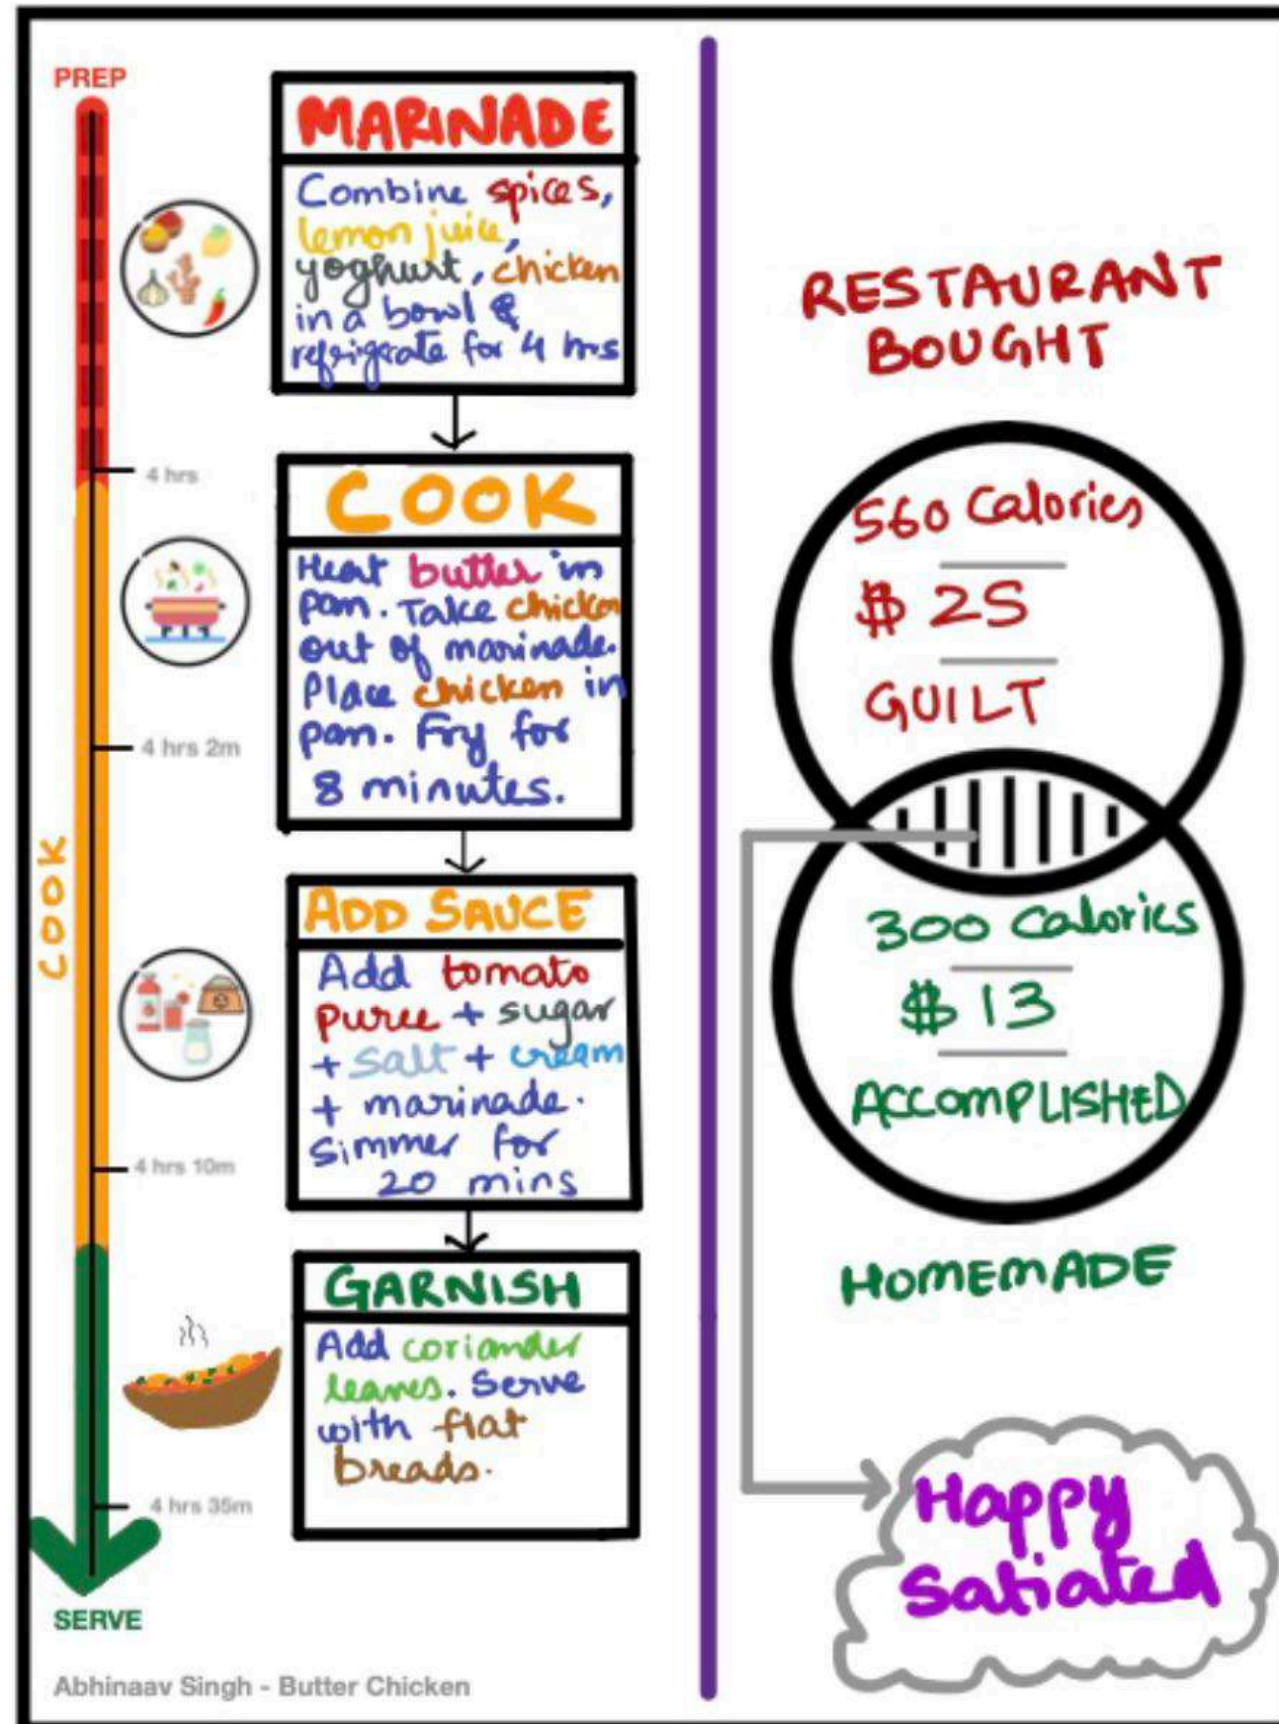 PREP
MARINADE
Combine spices,
lemon juice,
yoghurt, chicken
in a bowl &
refrigerate for 4 hrs
4 hrs
COOK
Heat butter in
pan. Take chicken
out of marinade.
Place chicken in
pan. Fry for
8 minutes.
4 hrs 2m
COOK
ADD SAUCE
Add tomato
puree + sugar
+ salt + cream
+ marinade.
Simmer for
20 mins
4 hrs 10m
GARNISH
Add coriander
leaves. Serve
with flat
breads.
4 hrs 35m
SERVE
Abhinaav Singh - Butter Chicken
RESTAURANT
BOUGHT
560 Calories
$ 25
GUILT
300 Calories
$ 13
ACCOMPLISHED
HOMEMADE
Happy
Satiated